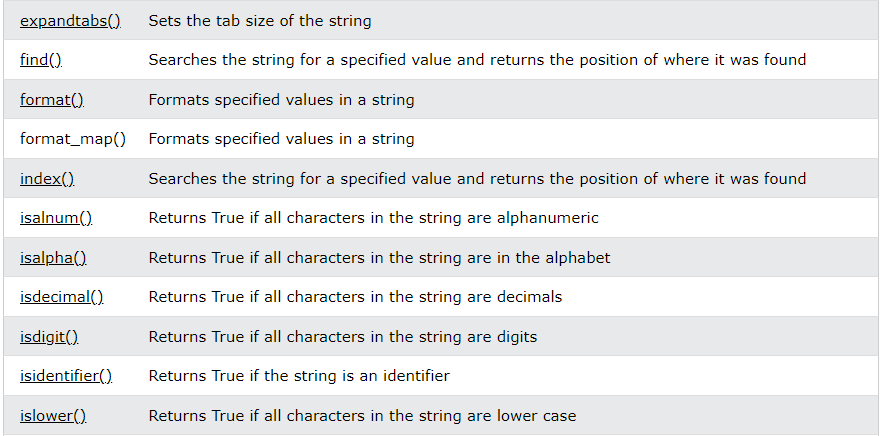 expandtabs() Sets the tab size of the string
find() Searches the string for a specified value and returns the position of where it was found
format() Formats specified values in a string
format_map() Formats specified values in a string
index() Searches the string for a specified value and returns the position of where it was found
isalnum() Returns True if all characters in the string are alphanumeric
isalpha() Returns True if all characters in the string are in the alphabet
isdecimal() Returns True if all characters in the string are decimals
isdigit() Returns True if all characters in the string are digits
isidentifier() Returns True if the string is an identifier
islower() Returns True if all characters in the string are lower case